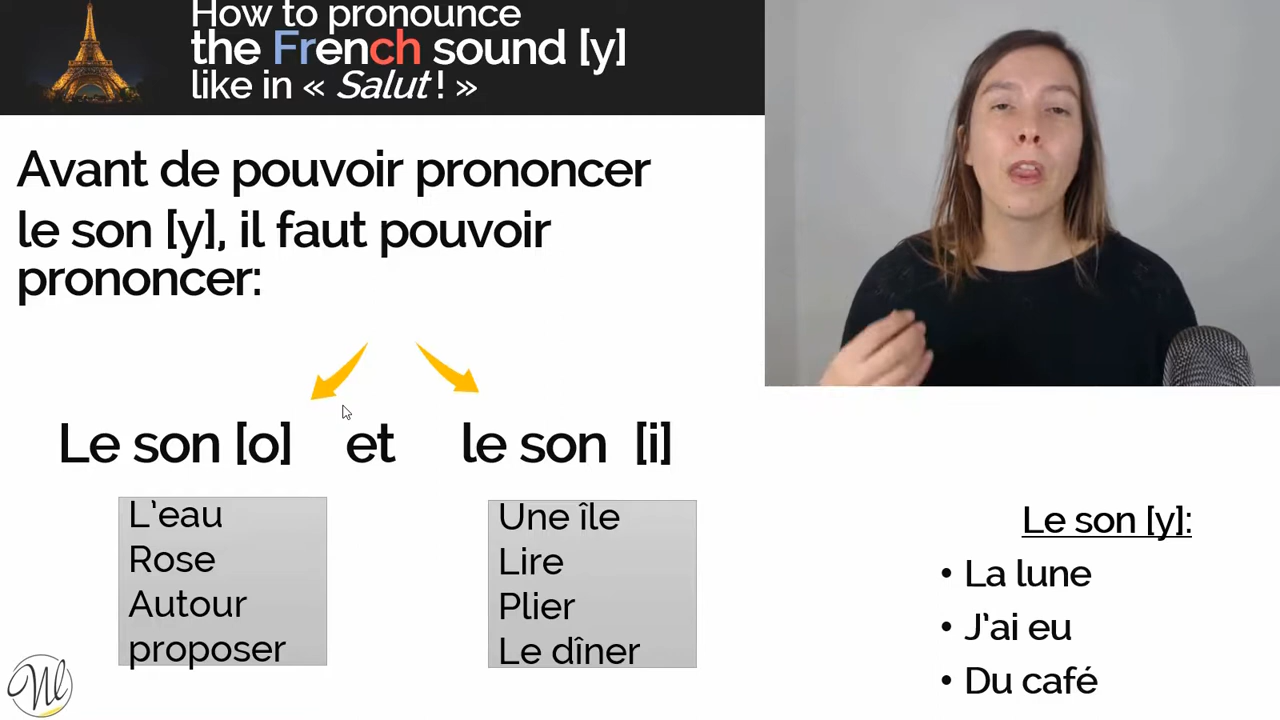 How to pronounce
the French sound [y]
like in « Salut ! »
Avant de pouvoir prononcer
le son [y], il faut pouvoir
prononcer:
Le son [o] et le son [i]
L'eau
Rose
Autour
proposer
Une île
Lire
Plier
Le dîner
Le son [y]:
• La lune
• J'ai eu
• Du café
Nl